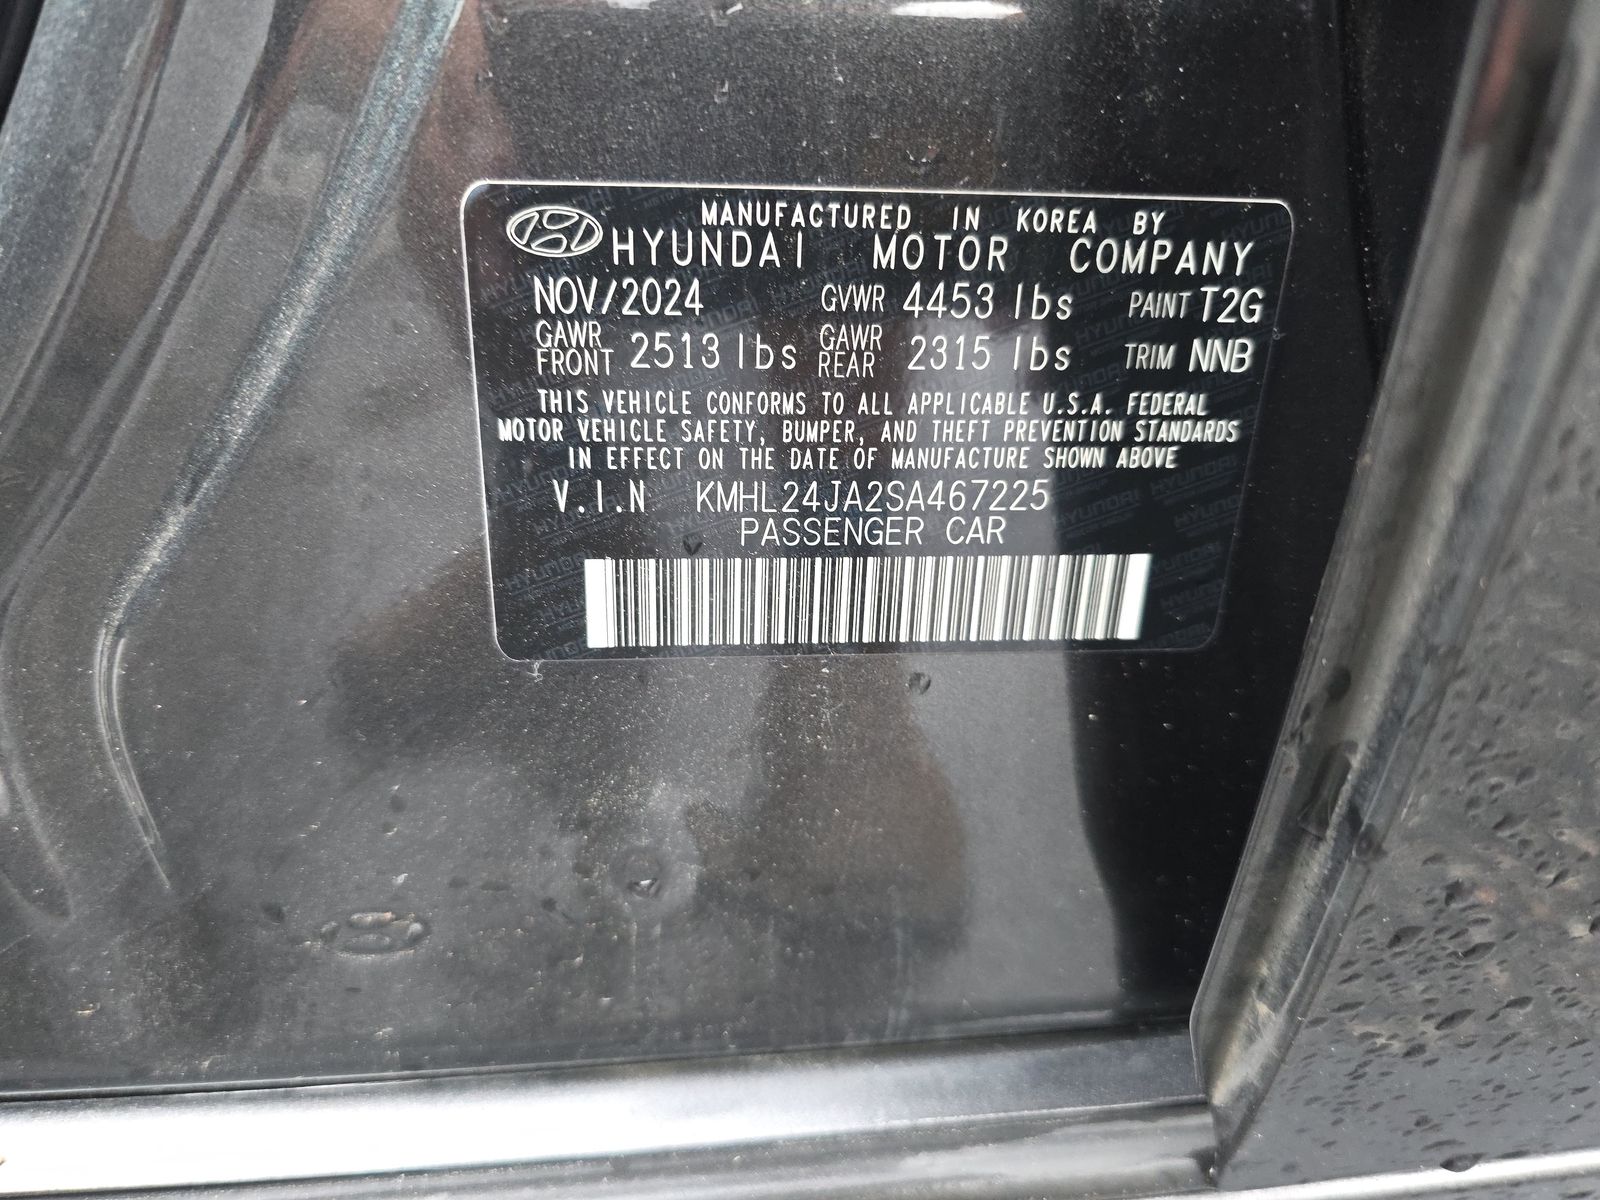 MANUFACTURED IN KOREA BY
HYUNDAI MOTOR COMPANY
NOV/2024 GVWR 4453 lbs PAINT T2G
GAWR FRONT 2513 lbs GAWR REAR 2315 lbs TRIM NNB
THIS VEHICLE CONFORMS TO ALL APPLICABLE U.S.A. FEDERAL
MOTOR VEHICLE SAFETY, BUMPER, AND THEFT PREVENTION STANDARDS
IN EFFECT ON THE DATE OF MANUFACTURE SHOWN ABOVE
V.I.N KMHL24JA2SA467225
PASSENGER CAR